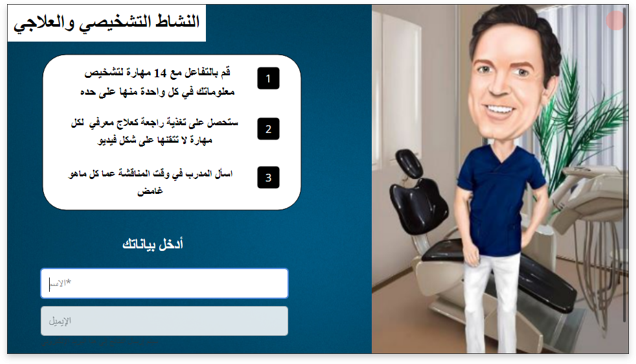 النشاط التشخيصي والعلاجي
1 قم بالتفاعل مع 14 مهارة لتشخيص
معلوماتك في كل واحدة منها على حده
2 ستحصل على تغذية راجعة كعلاج معرفي لكل
مهارة لا تتقنها على شكل فيديو
3 اسأل المدرب في وقت المناقشة عما كل ماهو
غامض
أدخل بياناتك
الاسم*
الإيميل